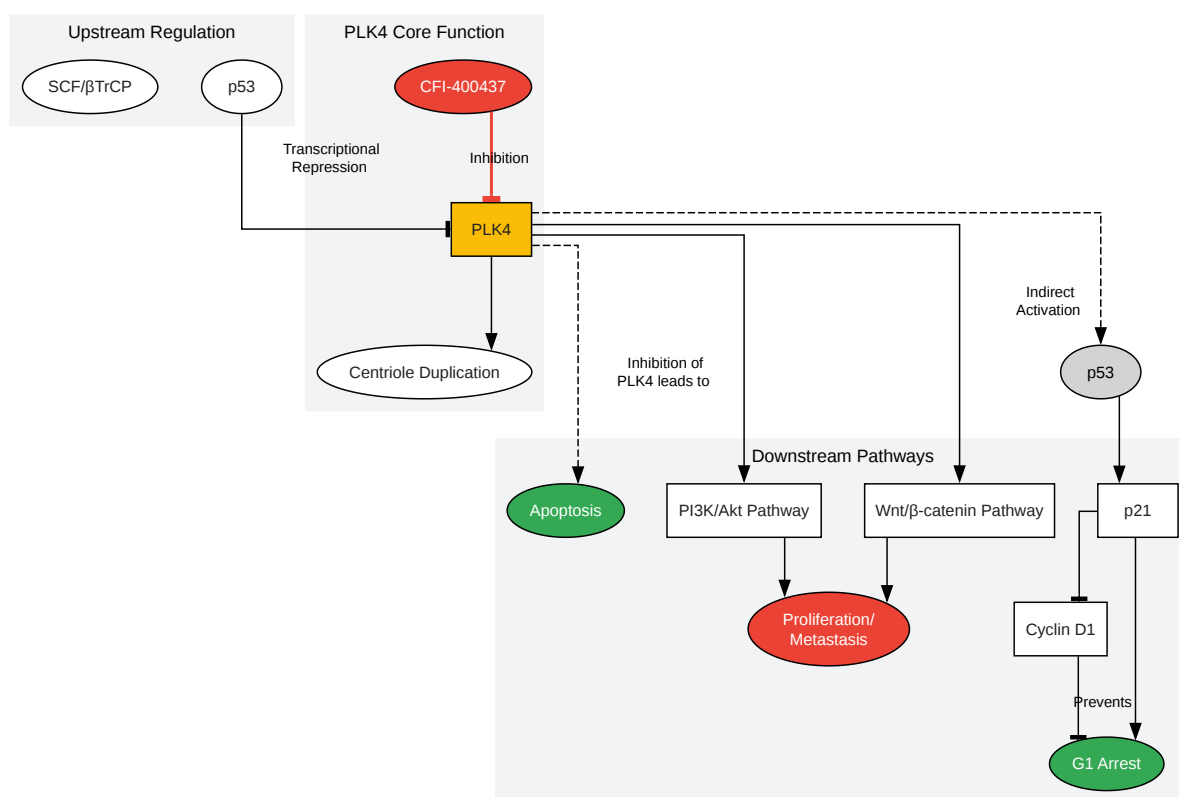 Upstream Regulation
PLK4 Core Function
SCF/βTrCP
p53
CFI-400437
Transcriptional
Repression
Inhibition
PLK4
Indirect
Activation
Centriole Duplication
Inhibition of
PLK4 leads to
p53
Downstream Pathways
Apoptosis
PI3K/Akt Pathway
Wnt/β-catenin Pathway
p21
Proliferation/
Metastasis
Cyclin D1
Prevents
G1 Arrest